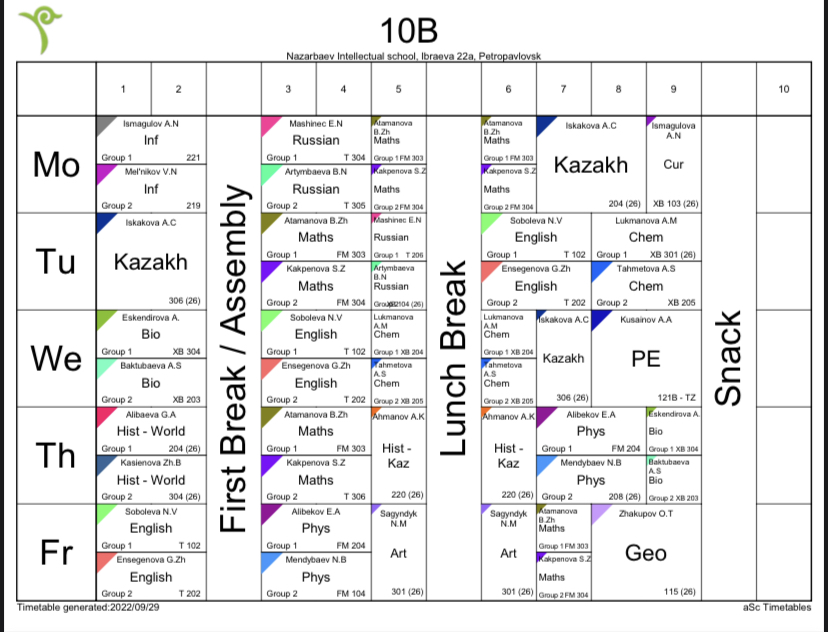 10B
Nazarbaev Intellectual school, Ibraeva 22a, Petropavlovsk
1 2 3 4 5 6 7 8 9 10
First Break / Assembly
Lunch Break
Snack
Mo
Ismagulov A.N
Inf
Group 1 221
Mel'nikov V.N
Inf
Group 2 219
Mashinec E.N
Russian
Group 1 T 304
Artymbaeva B.N
Russian
Group 2 T 305
Atamanova
B.Zh
Maths
Group 1 FM 303
Kakpenova S.Z
Maths
Group 2 FM 304
Atamanova
B.Zh
Maths
Group 1 FM 303
Kakpenova S.Z
Maths
Group 2 FM 304
Iskakova A.C
Kazakh
204 (26)
Ismagulova
A.N
Cur
XB 103 (26)
Tu
Iskakova A.C
Kazakh
306 (26)
Atamanova B.Zh
Maths
Group 1 FM 303
Kakpenova S.Z
Maths
Group 2 FM 304
Mashinec E.N
Russian
Group 1 T 206
Artymbaeva
B.N
Russian
104 (26)
Soboleva N.V
English
Group 1 T 102
Ensegenova G.Zh
English
Group 2 T 202
Lukmanova A.M
Chem
Group 1 XB 301 (26)
Tahmetova A.S
Chem
Group 2 XB 205
We
Eskendirova A.
Bio
Group 1 XB 304
Baktubaeva A.S
Bio
Group 2 XB 203
Soboleva N.V
English
Group 1 T 102
Ensegenova G.Zh
English
Group 2 T 202
Lukmanova
A.M
Chem
Group 1 XB 204
Tahmetova
A.S
Chem
Group 2 XB 205
Lukmanova
A.M
Chem
Group 1 XB 204
Tahmetova
A.S
Chem
Group 2 XB 205
Iskakova A.C
Kazakh
306 (26)
Kusainov A.A
PE
121B - TZ
Th
Alibaeva G.A
Hist - World
Group 1 204 (26)
Kasienova Zh.B
Hist - World
Group 2 304 (26)
Atamanova B.Zh
Maths
Group 1 FM 303
Kakpenova S.Z
Maths
Group 2 T 306
Ahmanov A.K
Hist -
Kaz
220 (26)
Ahmanov A.K
Hist -
Kaz
220 (26)
Alibekov E.A
Phys
Group 1 FM 204
Mendybaev N.B
Phys
Group 2 208 (26)
Eskendirova A.
Bio
Group 1 XB 304
Baktubaeva
A.S
Bio
Group 2 XB 203
Fr
Soboleva N.V
English
Group 1 T 102
Ensegenova G.Zh
English
Group 2 T 202
Alibekov E.A
Phys
Group 1 FM 204
Mendybaev N.B
Phys
Group 2 FM 104
Sagyndyk
N.M
Art
301 (26)
Sagyndyk
N.M
Art
301 (26)
Atamanova
B.Zh
Maths
Group 1 FM 303
Kakpenova S.Z
Maths
Group 2 FM 304
Zhakupov O.T
Geo
115 (26)
Timetable generated:2022/09/29
aSc Timetables